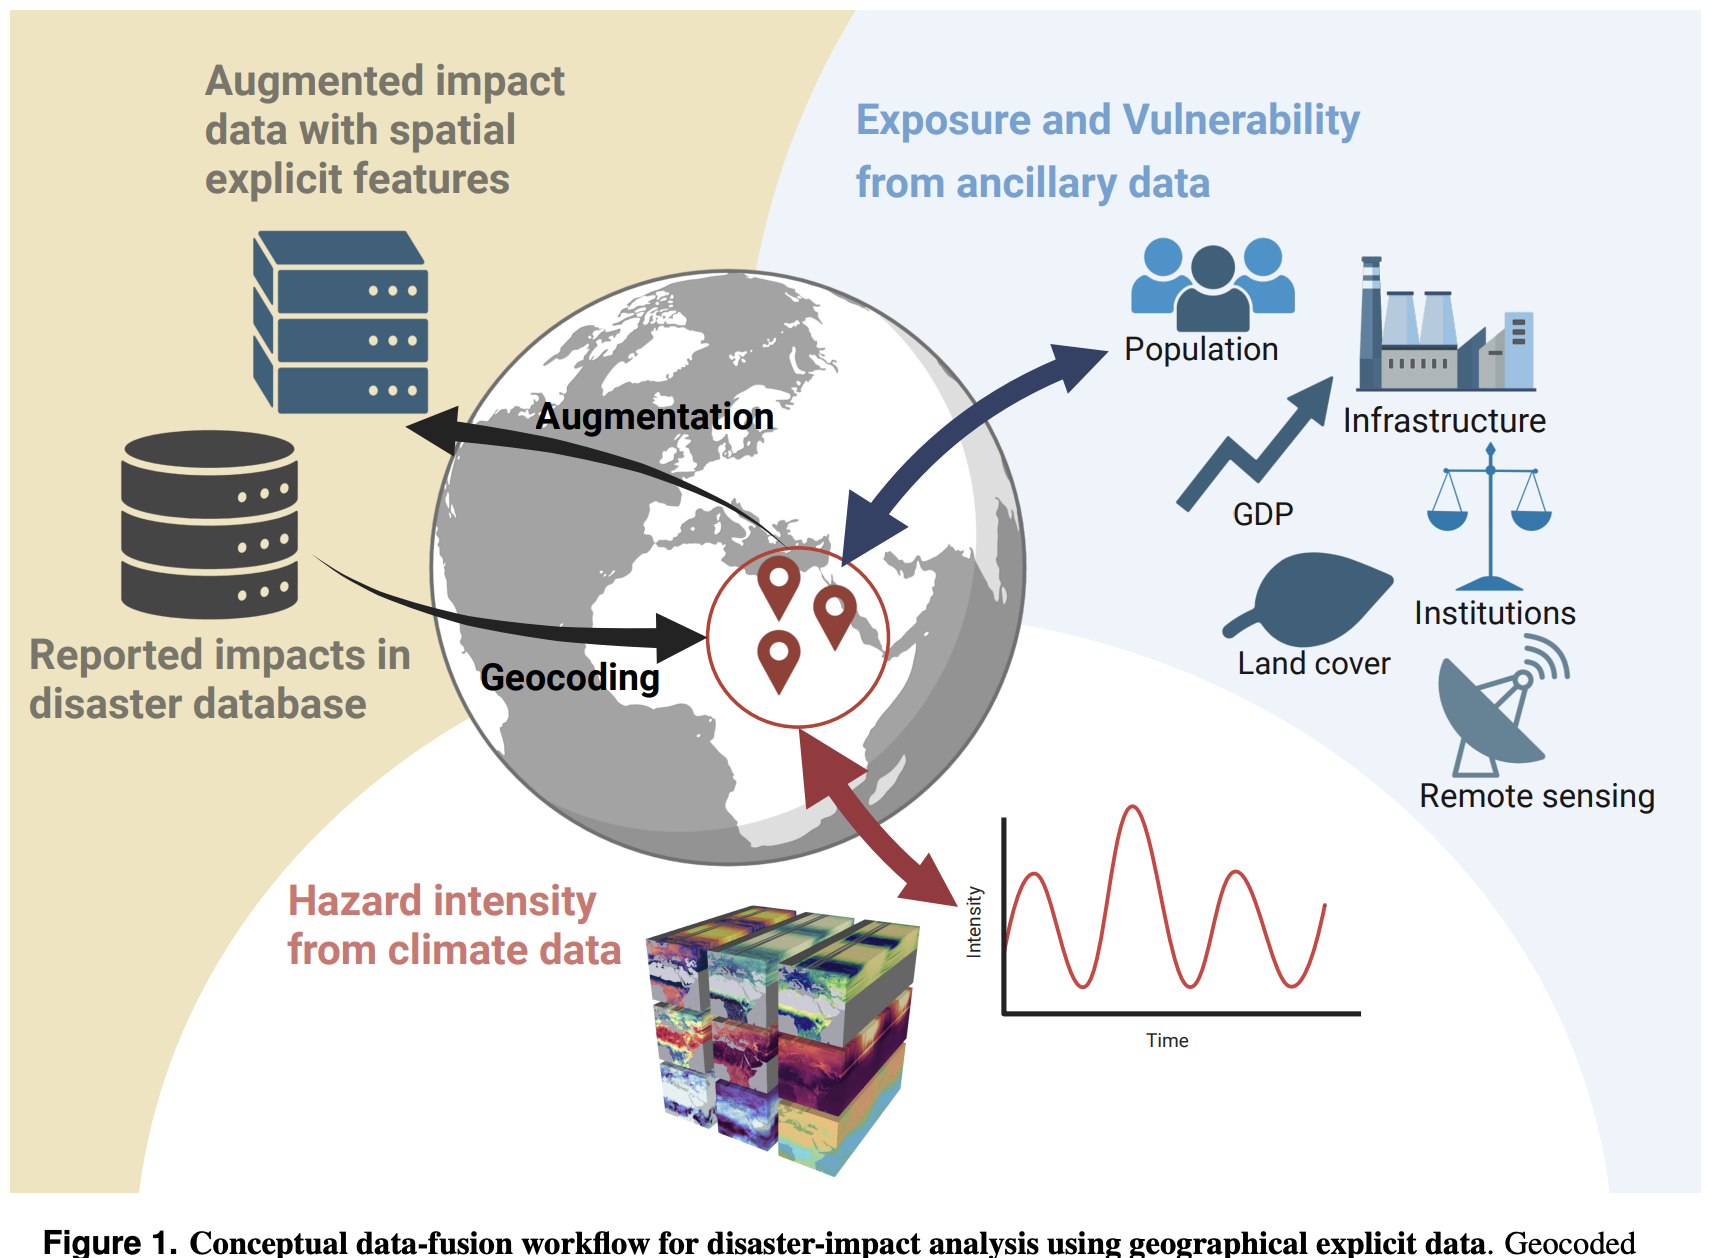 Augmented impact
data with spatial
explicit features
Exposure and Vulnerability
from ancillary data
Population
Infrastructure
Augmentation
GDP
Institutions
Land cover
Reported impacts in
disaster database
Geocoding
Remote sensing
Hazard intensity
from climate data
Intensity
Time
Figure 1. Conceptual data-fusion workflow for disaster-impact analysis using geographical explicit data. Geocoded